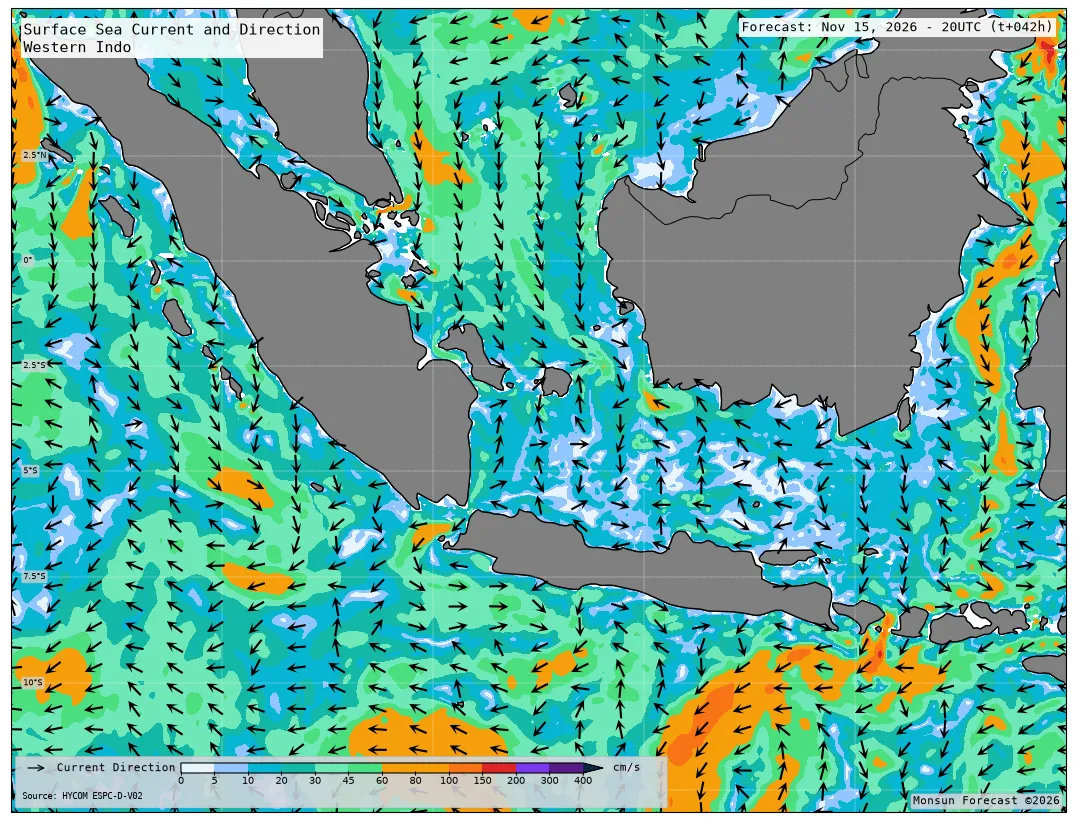 Surface Sea Current and Direction
Western Indo
Forecast: Nov 15, 2026 - 20UTC (t+042h)
2.5°N
0°
2.5°S
5°S
7.5°S
10°S
Current Direction
0 5 10 20 30 45 60 80 100 150 200 300 400 cm/s
Source: HYCOM ESPC-D-V02
Monsun Forecast ©2026